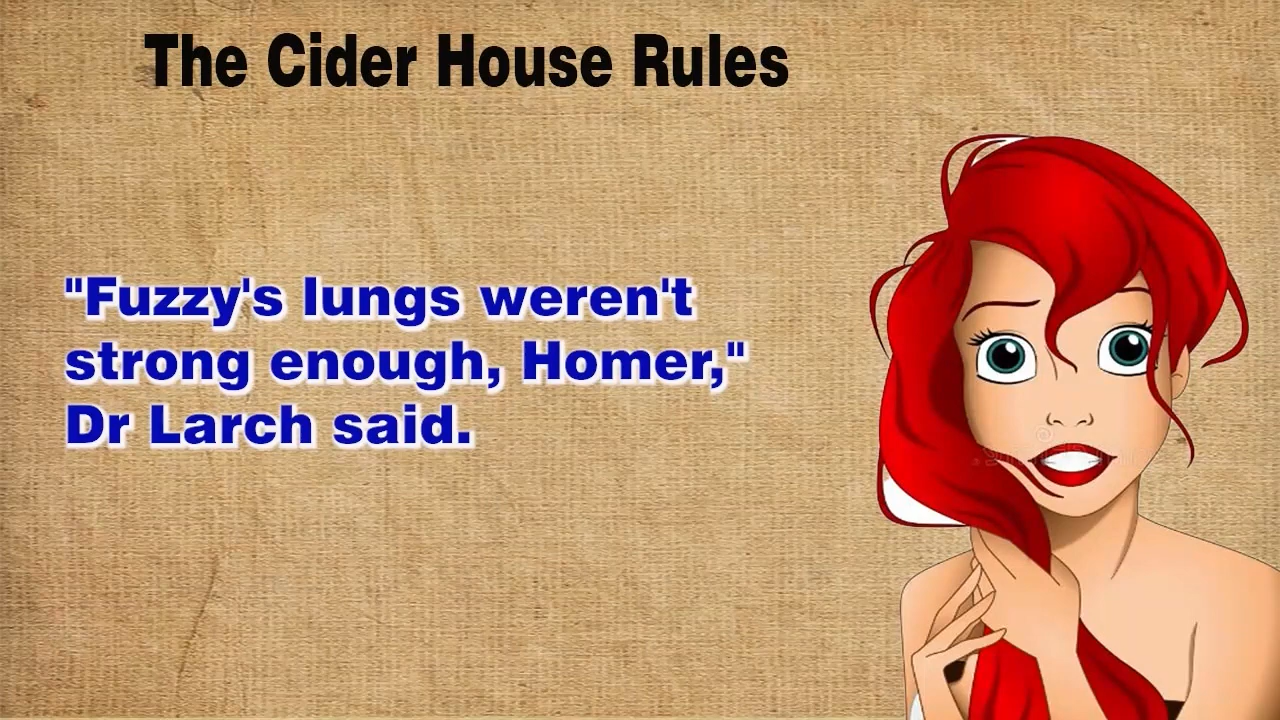 The Cider House Rules
"Fuzzy's lungs weren't
strong enough, Homer,"
Dr Larch said.